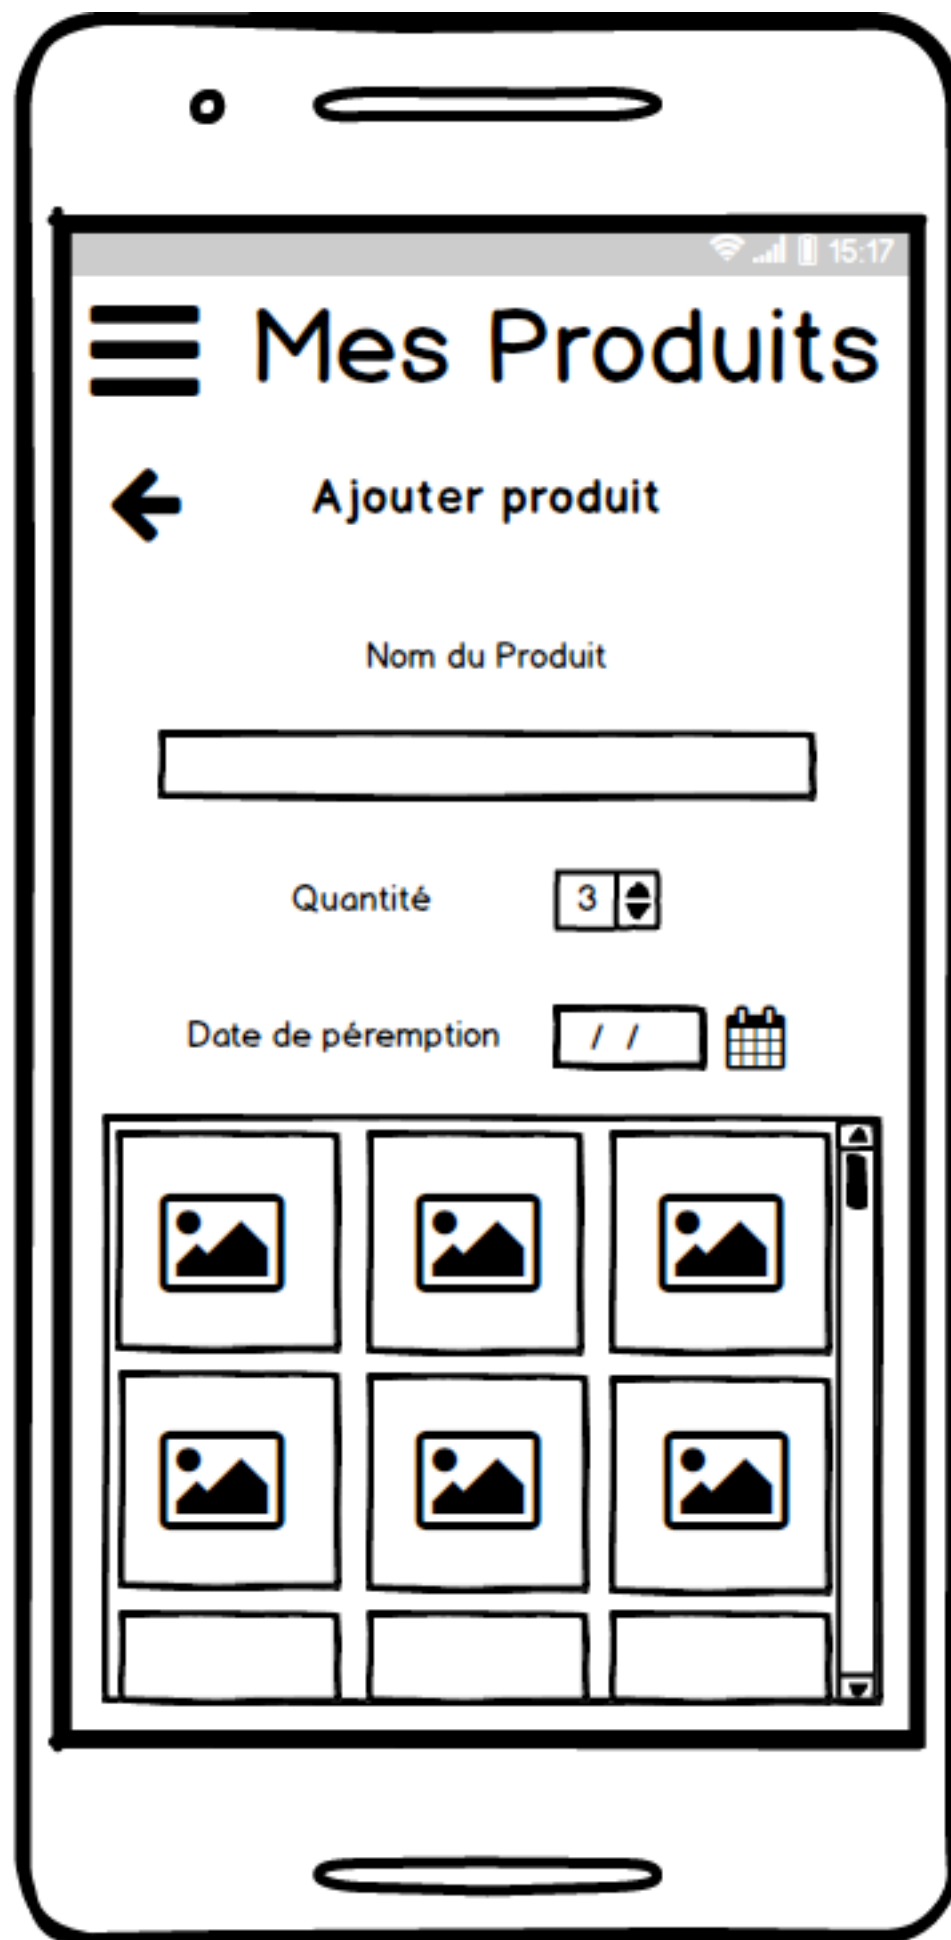 15:17
Mes Produits
Ajouter produit
Nom du Produit
Quantité 3
Date de péremption / /